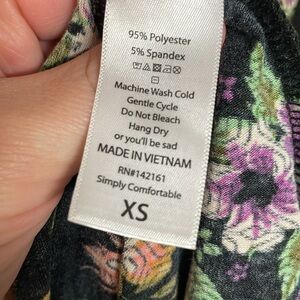 95% Polyester
5% Spandex
Machine Wash Cold
Gentle Cycle
Do Not Bleach
Hang Dry
or you'll be sad
MADE IN VIETNAM
RN#142161
Simply Comfortable
XS